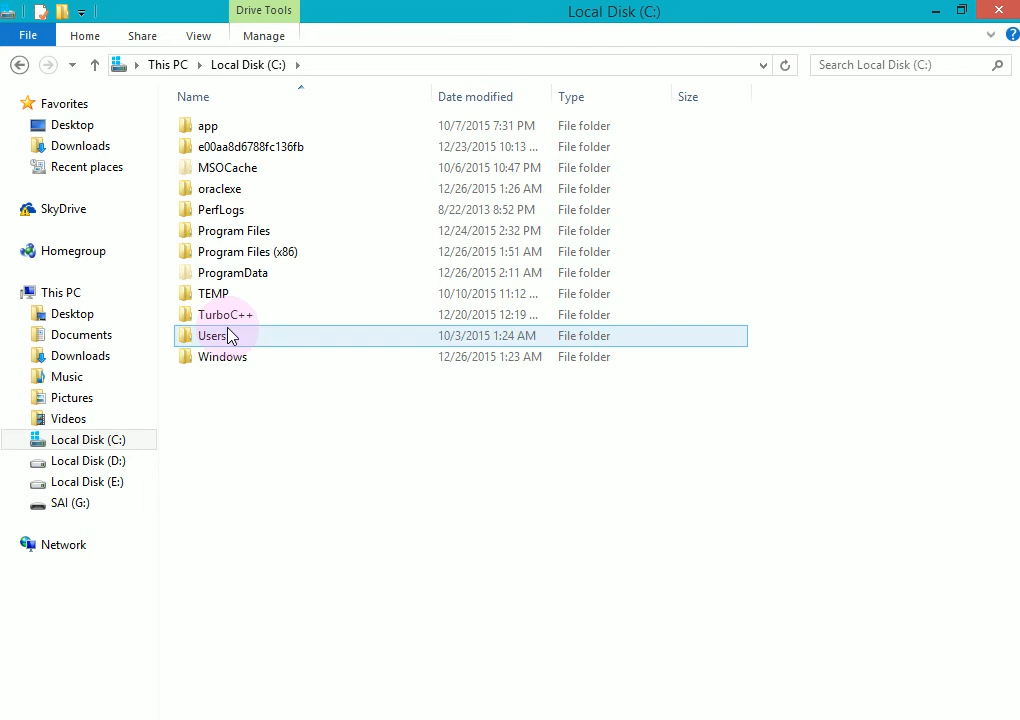 Drive Tools
Local Disk (C:)
File Home Share View Manage
This PC Local Disk (C:)
Search Local Disk (C:)
Name Date modified Type Size
Favorites
Desktop
Downloads
Recent places
SkyDrive
Homegroup
This PC
Desktop
Documents
Downloads
Music
Pictures
Videos
Local Disk (C:)
Local Disk (D:)
Local Disk (E:)
SAI (G:)
Network
app 10/7/2015 7:31 PM File folder
e00aa8d6788fc136fb 12/23/2015 10:13 ... File folder
MSOCache 10/6/2015 10:47 PM File folder
oraclexe 12/26/2015 1:26 AM File folder
PerfLogs 8/22/2013 8:52 PM File folder
Program Files 12/24/2015 2:32 PM File folder
Program Files (x86) 12/26/2015 1:51 AM File folder
ProgramData 12/26/2015 2:11 AM File folder
TEMP 10/10/2015 11:12 ... File folder
TurboC++ 12/20/2015 12:19 ... File folder
Users 10/3/2015 1:24 AM File folder
Windows 12/26/2015 1:23 AM File folder